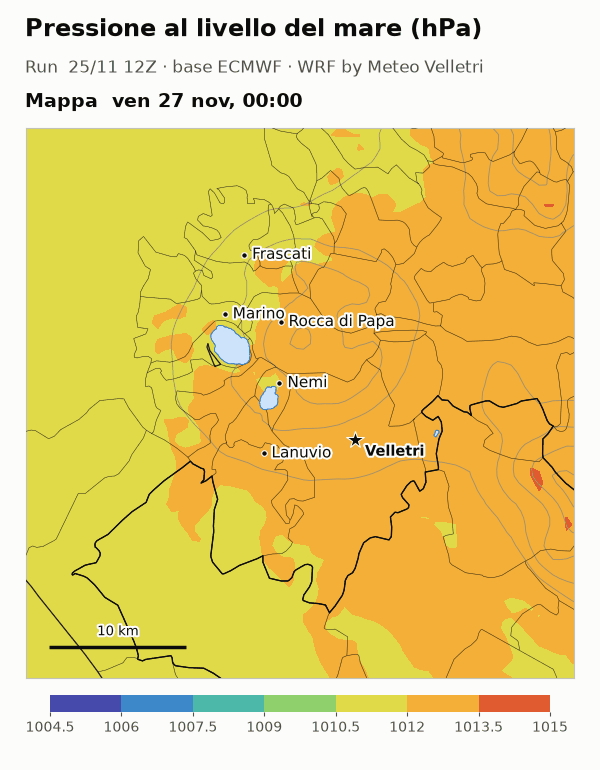 Pressione al livello del mare (hPa)
Run  25/11 12Z · base ECMWF · WRF by Meteo Velletri
Mappa  ven 27 nov, 00:00
Frascati
Marino
Rocca di Papa
Nemi
Velletri
Lanuvio
10 km
1004.5 1006 1007.5 1009 1010.5 1012 1013.5 1015